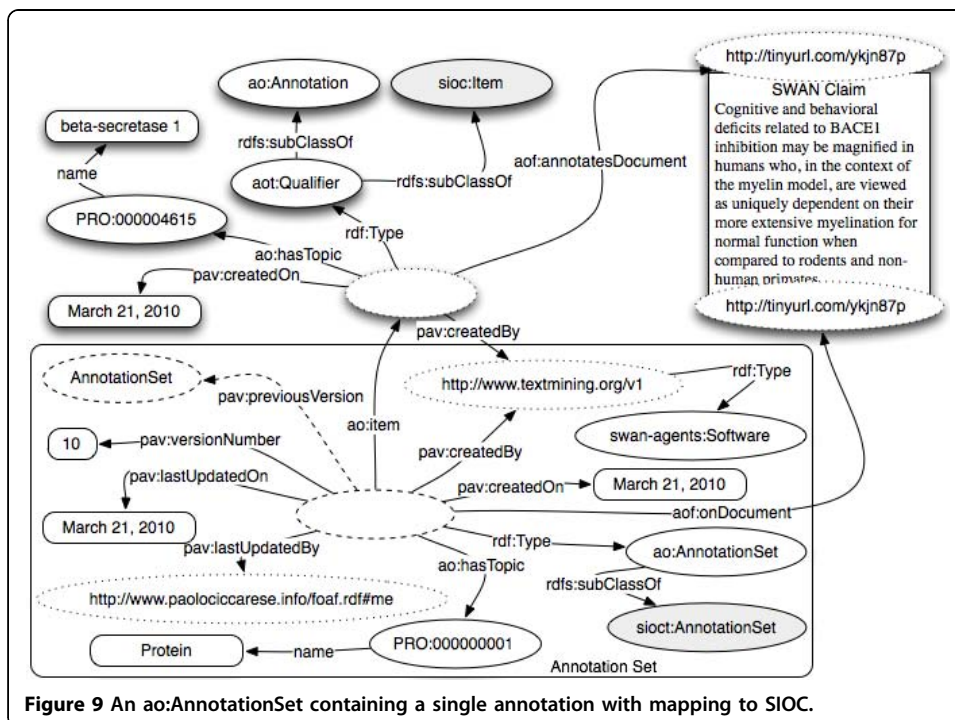 http://tinyurl.com/ykjn87p
SWAN Claim
Cognitive and behavioral
deficits related to BACE1
inhibition may be magnified in
humans who, in the context of
the myelin model, are viewed
as uniquely dependent on their
more extensive myelination for
normal function when
compared to rodents and non-
human primates.
http://tinyurl.com/ykjn87p
ao:Annotation
sioc:Item
beta-secretase 1
rdfs:subClassOf
aof:annotatesDocument
name
aot:Qualifier
rdfs:subClassOf
PRO:000004615
rdf:Type
ao:hasTopic
pav:createdOn
March 21, 2010
pav:createdBy
AnnotationSet
http://www.textmining.org/v1
rdf:Type
pav:previousVersion
ao:item
swan-agents:Software
10
pav:versionNumber
pav:createdBy
pav:lastUpdatedOn
pav:createdOn
March 21, 2010
March 21, 2010
aof:onDocument
rdf:Type
pav:lastUpdatedBy
ao:hasTopic
ao:AnnotationSet
rdfs:subClassOf
http://www.paolociccarese.info/foaf.rdf#me
sioct:AnnotationSet
Protein
name
PRO:000000001
Annotation Set
Figure 9 An ao:AnnotationSet containing a single annotation with mapping to SIOC.